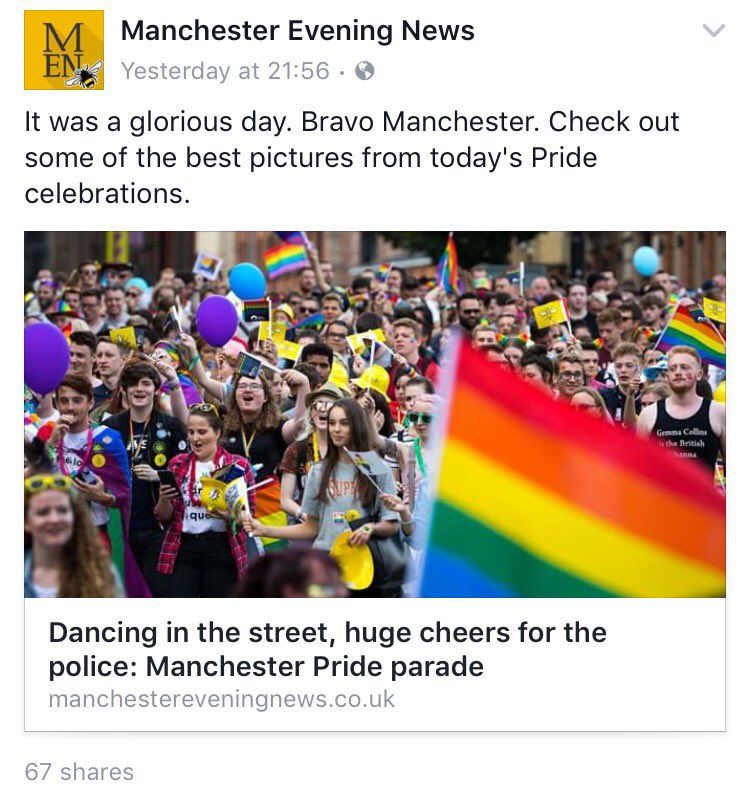 M
EN
Manchester Evening News
Yesterday at 21:56 ·
It was a glorious day. Bravo Manchester. Check out
some of the best pictures from today's Pride
celebrations.
Gemma Collins
is the British
SUP
que
Dancing in the street, huge cheers for the
police: Manchester Pride parade
manchestereveningnews.co.uk
67 shares